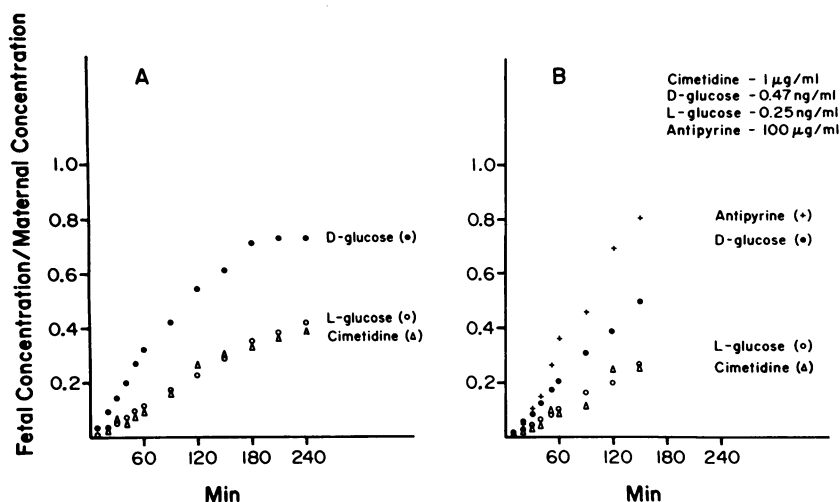 Fetal Concentration/Maternal Concentration
A
1.0
0.8
0.6
0.4
0.2
D-glucose (•)
L-glucose (○)
Cimetidine (△)
60 120 180 240
Min
B
Cimetidine - 1 μg/ml
D-glucose - 0.47 ng/ml
L-glucose - 0.25 ng/ml
Antipyrine - 100 μg/ml
1.0
0.8
0.6
0.4
0.2
Antipyrine (+)
D-glucose (•)
L-glucose (○)
Cimetidine (△)
60 120 180 240
Min